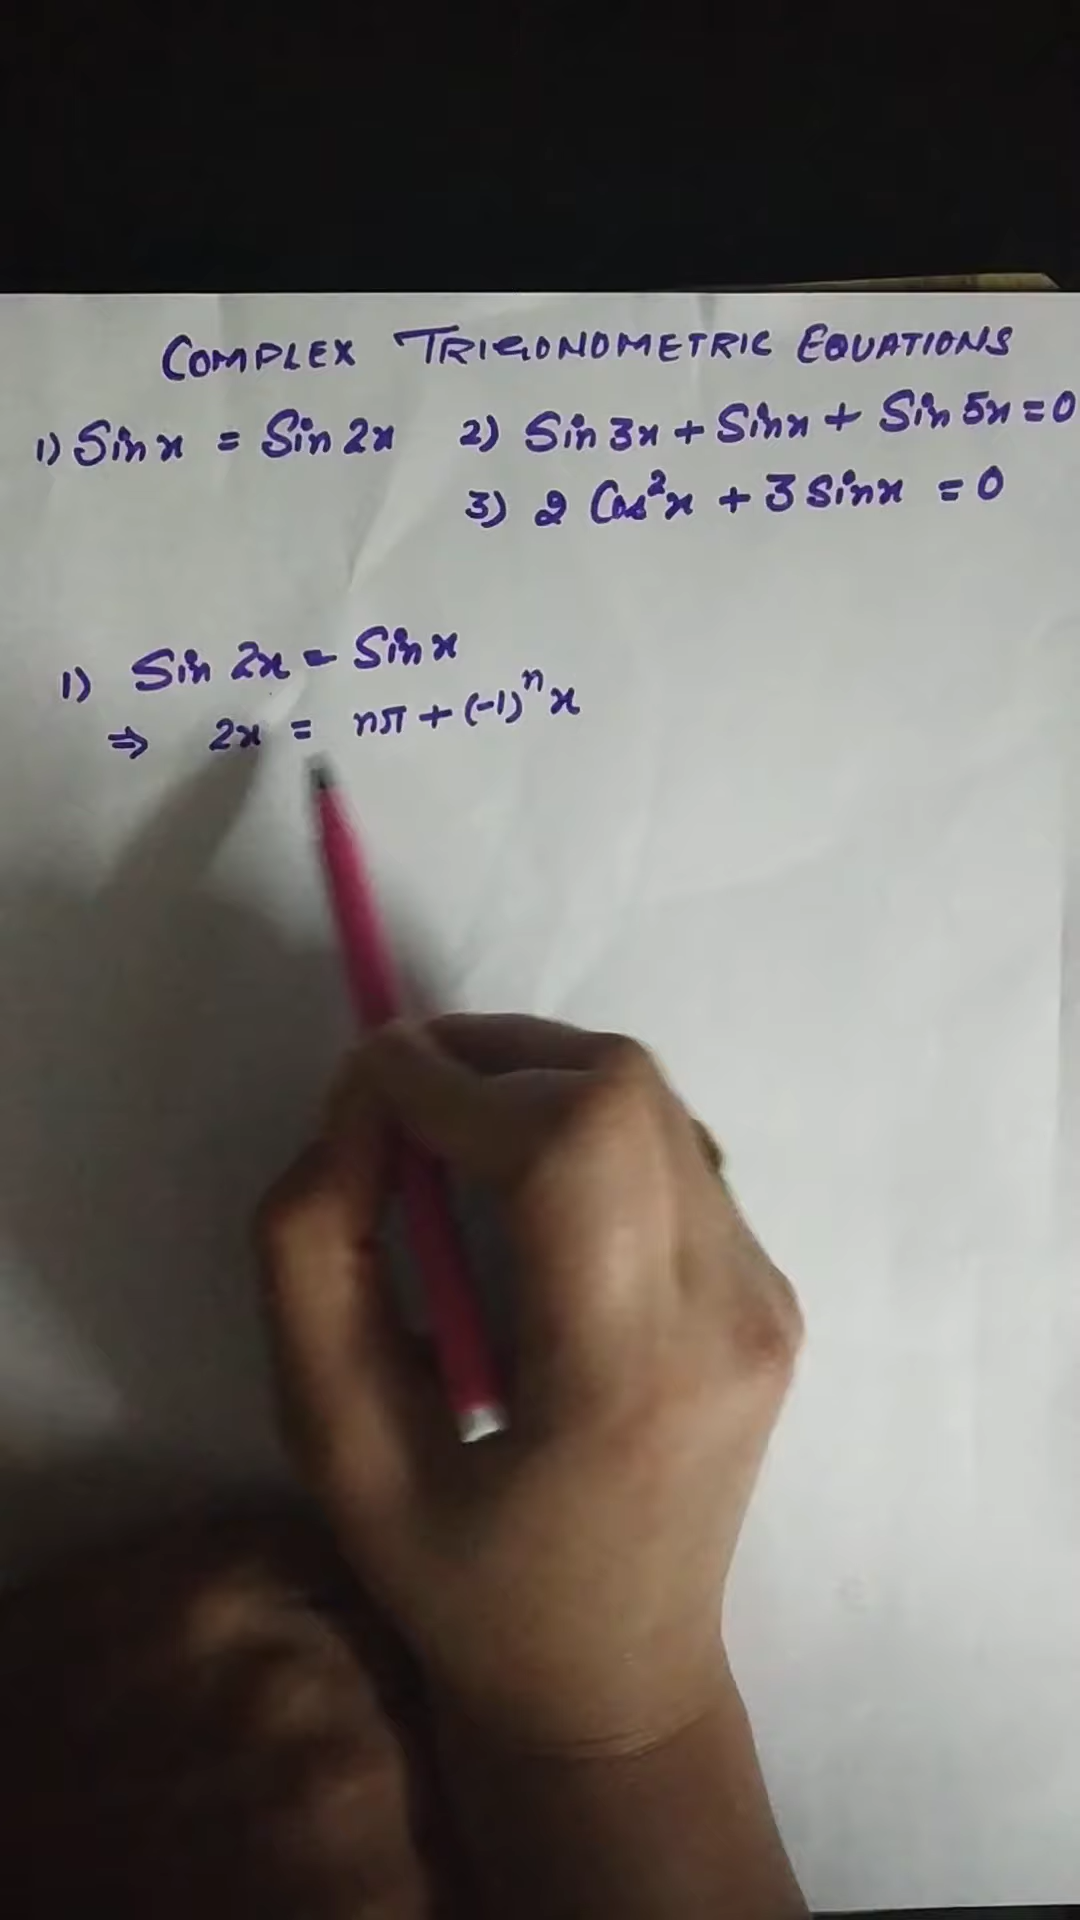 COMPLEX TRIGONOMETRIC EQUATIONS
1) Sin x = Sin 2x 2) Sin 3x + Sin x + Sin 5x = 0
3) 2 Cos²x + 3 Sin x = 0
1) Sin 2x = Sin x
⇒ 2x = nπ + (-1)ⁿ x